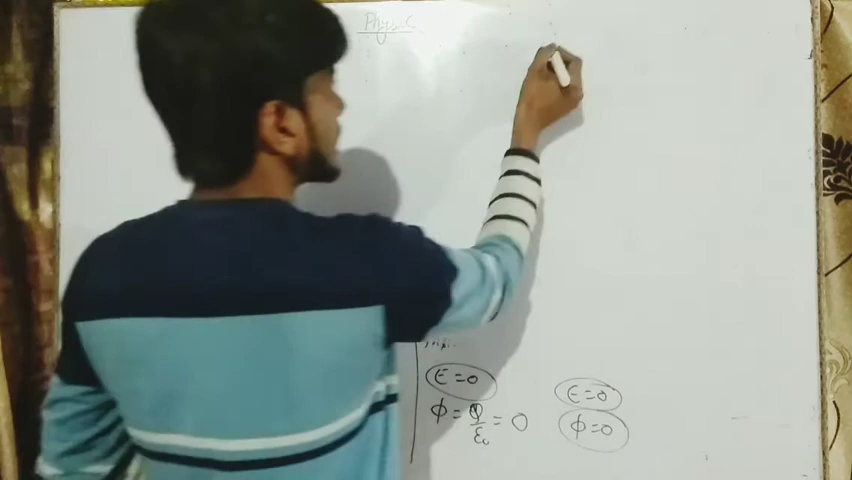 Physics
E=0
φ = q/ε₀ = 0
E=0
φ=0